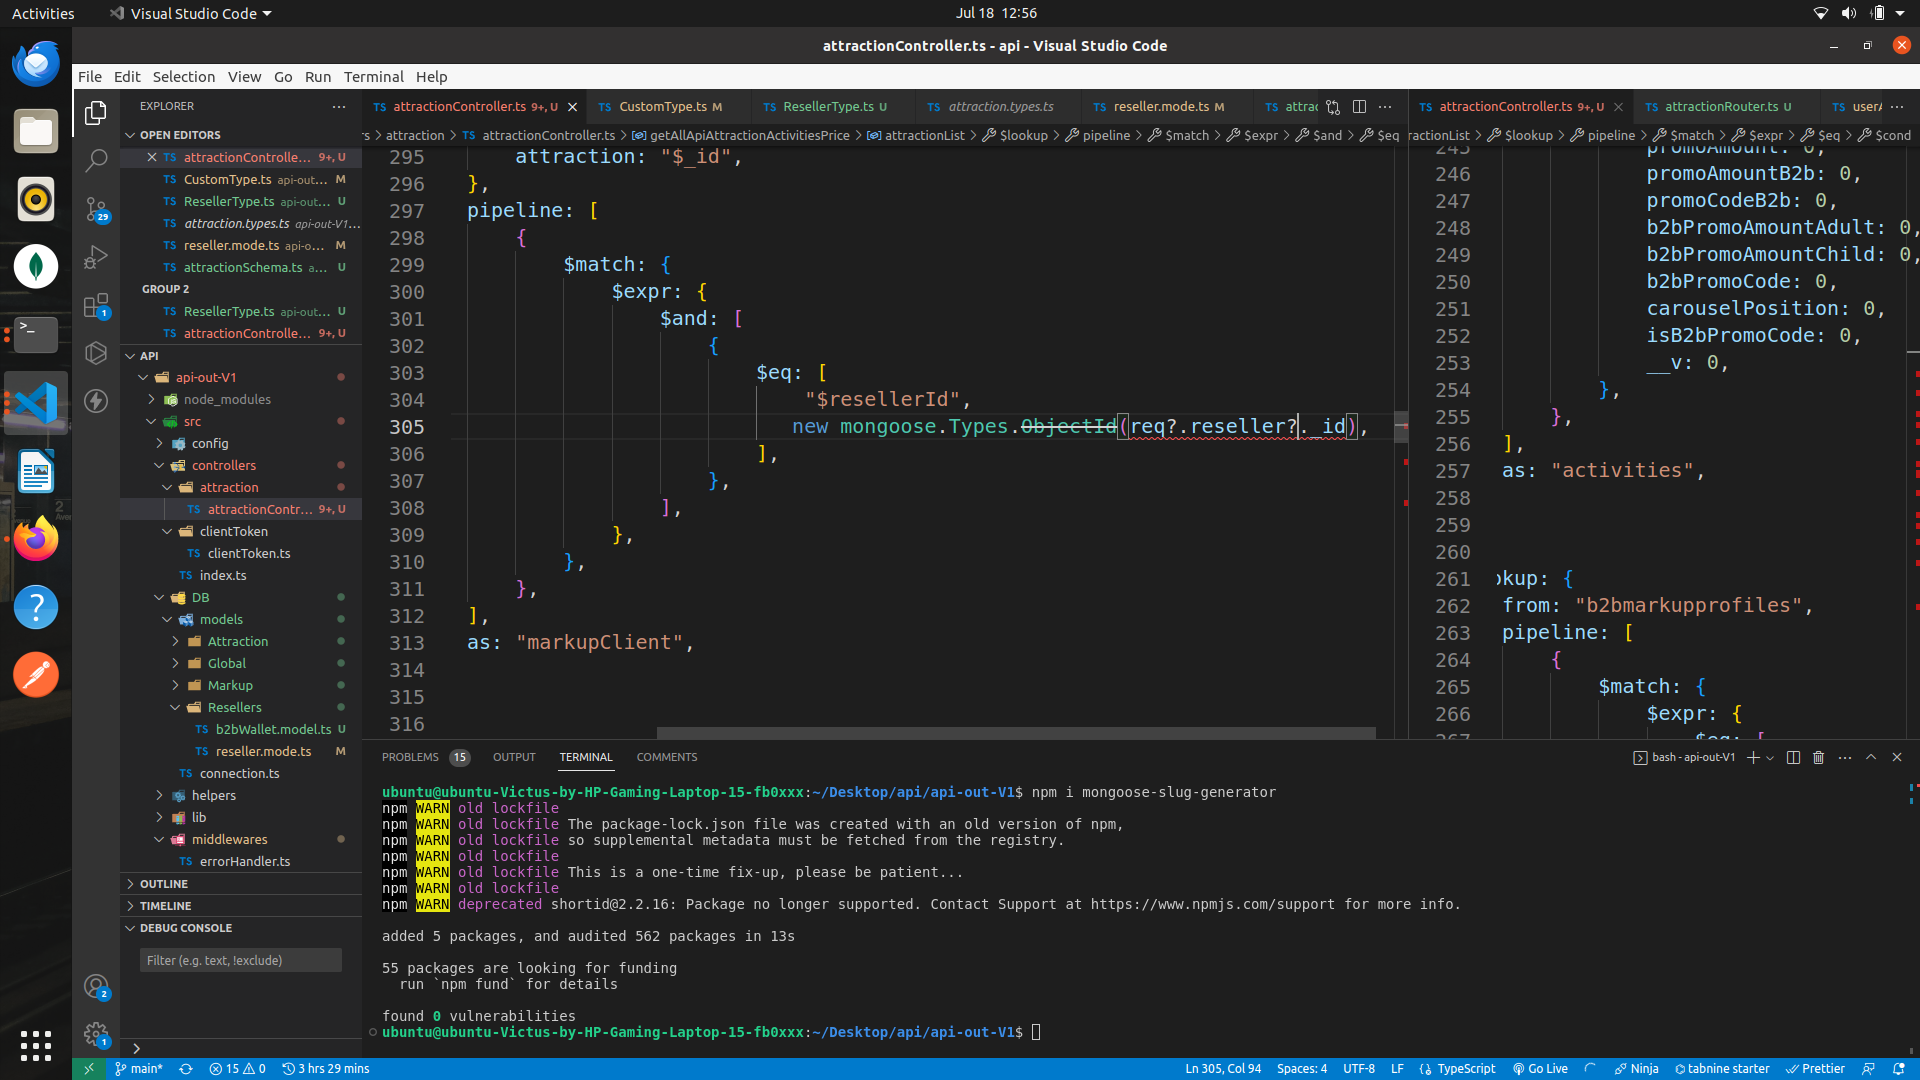 Activities
Visual Studio Code
Jul 18 12:56
attractionController.ts - api - Visual Studio Code
File Edit Selection View Go Run Terminal Help
EXPLORER
OPEN EDITORS
TS attractionControlle... 9+, U
TS CustomType.ts api-out-... M
TS ResellerType.ts api-out... U
TS attraction.types.ts api-out-V1...
TS reseller.mode.ts api-o... M
TS attractionSchema.ts a... U
GROUP 2
TS ResellerType.ts api-out... U
TS attractionControlle... 9+, U
API
api-out-V1
node_modules
src
config
controllers
attraction
TS attractionContr... 9+, U
clientToken
TS clientToken.ts
TS index.ts
DB
models
Attraction
Global
Markup
Resellers
TS b2bWallet.model.ts U
TS reseller.mode.ts M
TS connection.ts
helpers
lib
middlewares
TS errorHandler.ts
OUTLINE
TIMELINE
DEBUG CONSOLE
Filter (e.g. text, !exclude)
29
1
2
1
TS attractionController.ts 9+, U
TS CustomType.ts M
TS ResellerType.ts U
TS attraction.types.ts
TS reseller.mode.ts M
TS attrac
rs > attraction > TS attractionController.ts > getAllApiAttractionActivitiesPrice > attractionList > $lookup > pipeline > $match > $expr > $and > $eq
295 attraction: "$_id",
296 },
297 pipeline: [
298 {
299 $match: {
300 $expr: {
301 $and: [
302 {
303 $eq: [
304 "$resellerId",
305 new mongoose.Types.ObjectId(req?.reseller?._id),
306 ],
307 },
308 ],
309 },
310 },
311 },
312 ],
313 as: "markupClient",
314
315
316
TS attractionController.ts 9+, U
TS attractionRouter.ts U
TS userA
ractionList > $lookup > pipeline > $match > $expr > $eq > $cond
245 promoAmount: 0,
246 promoAmountB2b: 0,
247 promoCodeB2b: 0,
248 b2bPromoAmountAdult: 0,
249 b2bPromoAmountChild: 0,
250 b2bPromoCode: 0,
251 carouselPosition: 0,
252 isB2bPromoCode: 0,
253 __v: 0,
254 },
255 },
256 ],
257 as: "activities",
258
259
260
261 okup: {
262 from: "b2bmarkupprofiles",
263 pipeline: [
264 {
265 $match: {
266 $expr: {
267 $eq: [
PROBLEMS 15 OUTPUT TERMINAL COMMENTS
bash - api-out-V1
ubuntu@ubuntu-Victus-by-HP-Gaming-Laptop-15-fb0xxx:~/Desktop/api/api-out-V1$ npm i mongoose-slug-generator
npm WARN old lockfile
npm WARN old lockfile The package-lock.json file was created with an old version of npm,
npm WARN old lockfile so supplemental metadata must be fetched from the registry.
npm WARN old lockfile
npm WARN old lockfile This is a one-time fix-up, please be patient...
npm WARN old lockfile
npm WARN deprecated shortid@2.2.16: Package no longer supported. Contact Support at https://www.npmjs.com/support for more info.
added 5 packages, and audited 562 packages in 13s
55 packages are looking for funding
run `npm fund` for details
found 0 vulnerabilities
ubuntu@ubuntu-Victus-by-HP-Gaming-Laptop-15-fb0xxx:~/Desktop/api/api-out-V1$
main* 15 0 3 hrs 29 mins
Ln 305, Col 94 Spaces: 4 UTF-8 LF TypeScript Go Live Ninja tabnine starter Prettier